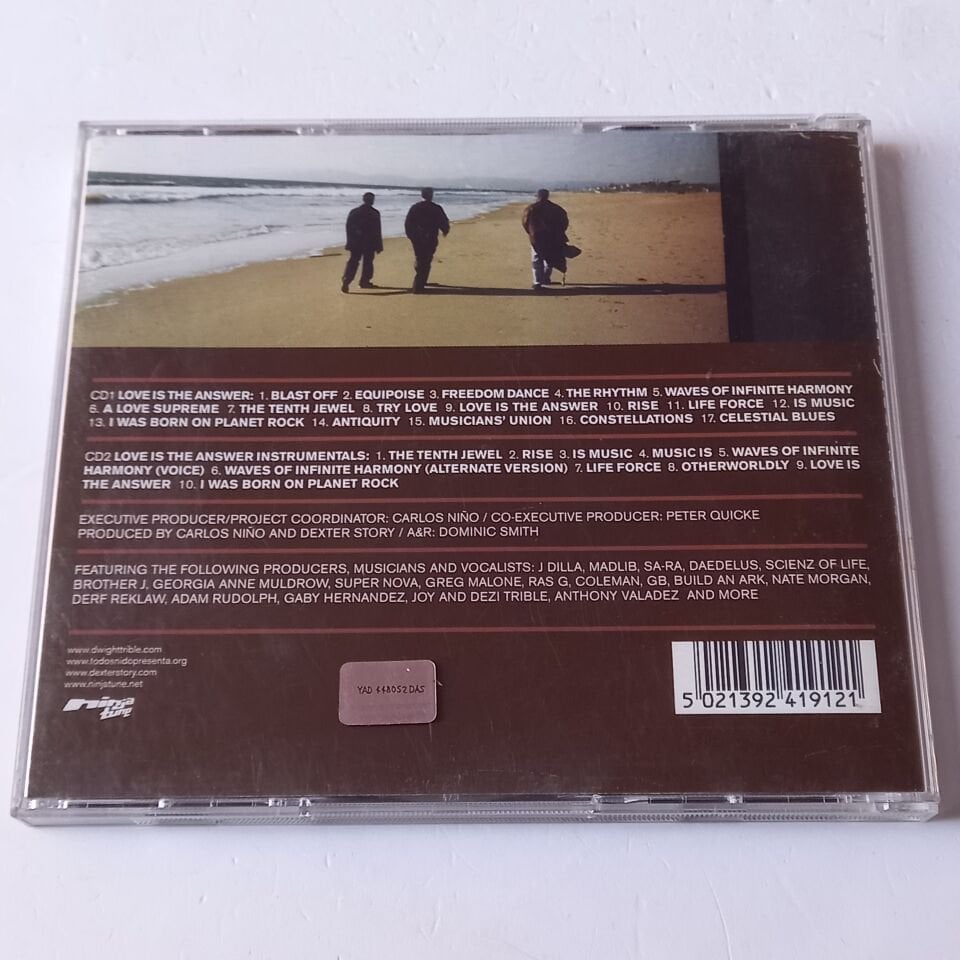 CD1 LOVE IS THE ANSWER: 1. BLAST OFF 2. EQUIPOISE 3. FREEDOM DANCE 4. THE RHYTHM 5. WAVES OF INFINITE HARMONY
6. A LOVE SUPREME 7. THE TENTH JEWEL 8. TRY LOVE 9. LOVE IS THE ANSWER 10. RISE 11. LIFE FORCE 12. IS MUSIC
13. I WAS BORN ON PLANET ROCK 14. ANTIQUITY 15. MUSICIANS' UNION 16. CONSTELLATIONS 17. CELESTIAL BLUES
CD2 LOVE IS THE ANSWER INSTRUMENTALS: 1. THE TENTH JEWEL 2. RISE 3. IS MUSIC 4. MUSIC IS 5. WAVES OF INFINITE
HARMONY (VOICE) 6. WAVES OF INFINITE HARMONY (ALTERNATE VERSION) 7. LIFE FORCE 8. OTHERWORLDLY 9. LOVE IS
THE ANSWER 10. I WAS BORN ON PLANET ROCK
EXECUTIVE PRODUCER/PROJECT COORDINATOR: CARLOS NIÑO / CO-EXECUTIVE PRODUCER: PETER QUICKE
PRODUCED BY CARLOS NIÑO AND DEXTER STORY / A&R: DOMINIC SMITH
FEATURING THE FOLLOWING PRODUCERS, MUSICIANS AND VOCALISTS: J DILLA, MADLIB, SA-RA, DAEDELUS, SCIENZ OF LIFE,
BROTHER J, GEORGIA ANNE MULDROW, SUPER NOVA, GREG MALONE, RAS G, COLEMAN, GB, BUILD AN ARK, NATE MORGAN,
DERF REKLAW, ADAM RUDOLPH, GABY HERNANDEZ, JOY AND DEZI TRIBLE, ANTHONY VALADEZ AND MORE
www.dwighttrible.com
www.todosnidopresenta.org
www.dexterstory.com
www.ninjatune.net
ninja
tune
YAD 448052 DAS
5 021392 419121